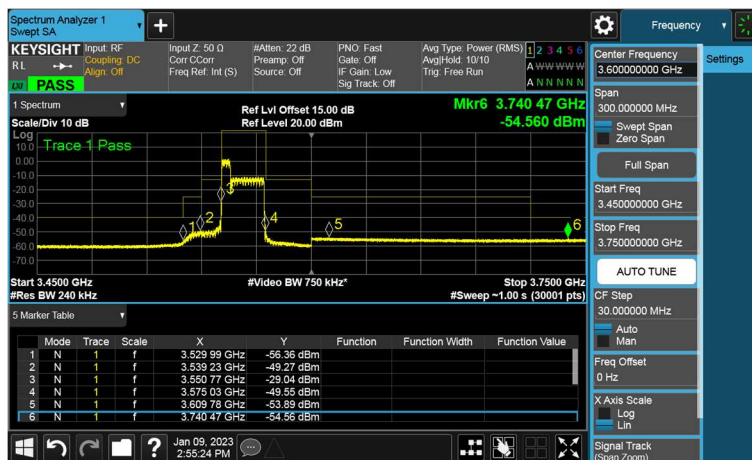 Spectrum Analyzer 1
Swept SA
Frequency
KEYSIGHT
RL
LXI
PASS
Input: RF
Coupling: DC
Align: Off
Input Z: 50 Ω
Corr CCorr
Freq Ref: Int (S)
#Atten: 22 dB
Preamp: Off
Source: Off
PNO: Fast
Gate: Off
IF Gain: Low
Sig Track: Off
Avg Type: Power (RMS)
Avg|Hold: 10/10
Trig: Free Run
1 2 3 4 5 6
A W W W W W
A N N N N N
1 Spectrum
Scale/Div 10 dB
Ref Lvl Offset 15.00 dB
Ref Level 20.00 dBm
Mkr6 3.740 47 GHz
-54.560 dBm
Log
Trace 1 Pass
10.0
0.00
-10.0
-20.0
-30.0
-40.0
-50.0
-60.0
-70.0
1
2
3
4
5
6
Start 3.4500 GHz
#Res BW 240 kHz
#Video BW 750 kHz*
Stop 3.7500 GHz
#Sweep ~1.00 s (30001 pts)
5 Marker Table
Mode Trace Scale X Y Function Function Width Function Value
1 N 1 f 3.529 99 GHz -56.36 dBm
2 N 1 f 3.539 23 GHz -49.27 dBm
3 N 1 f 3.550 77 GHz -29.04 dBm
4 N 1 f 3.575 03 GHz -49.55 dBm
5 N 1 f 3.609 78 GHz -53.89 dBm
6 N 1 f 3.740 47 GHz -54.56 dBm
?
Jan 09, 2023
2:55:24 PM
Center Frequency
3.600000000 GHz
Settings
Span
300.000000 MHz
Swept Span
Zero Span
Full Span
Start Freq
3.450000000 GHz
Stop Freq
3.750000000 GHz
AUTO TUNE
CF Step
30.000000 MHz
Auto
Man
Freq Offset
0 Hz
X Axis Scale
Log
Lin
Signal Track
(Span Zoom)